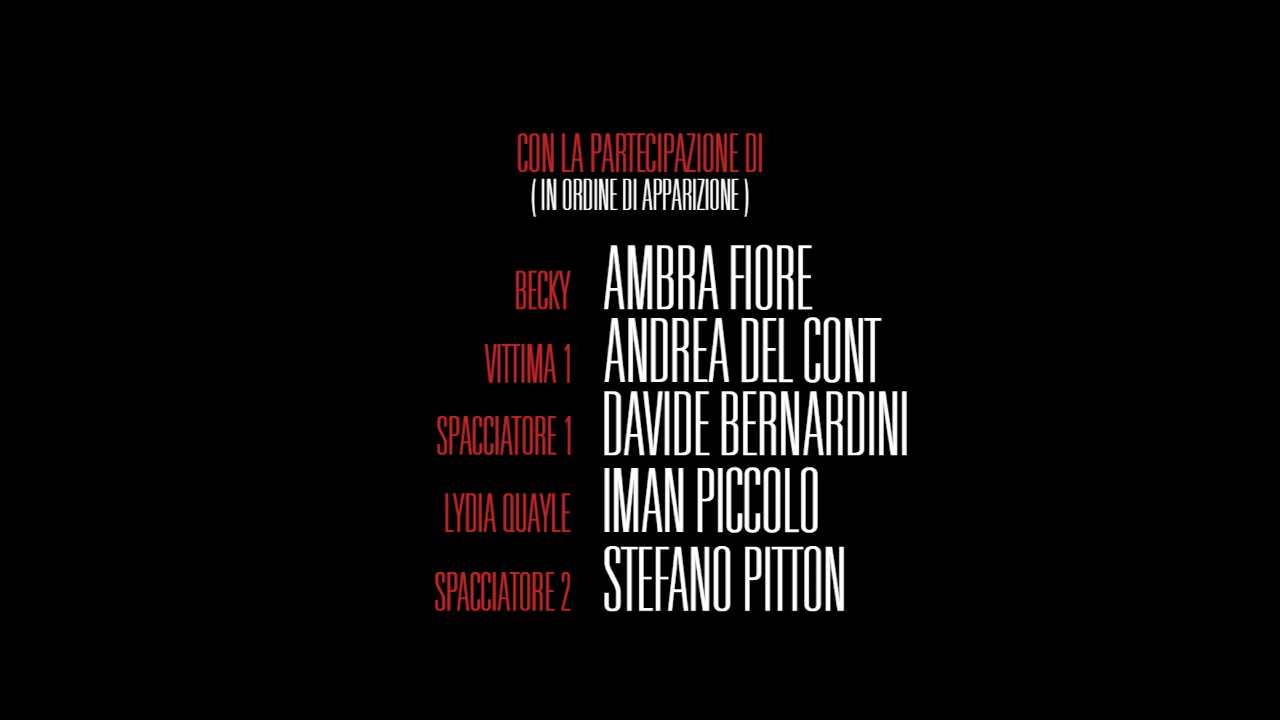 CON LA PARTECIPAZIONE DI
( IN ORDINE DI APPARIZIONE )
BECKY AMBRA FIORE
VITTIMA 1 ANDREA DEL CONT
SPACCIATORE 1 DAVIDE BERNARDINI
LYDIA QUAYLE IMAN PICCOLO
SPACCIATORE 2 STEFANO PITTON